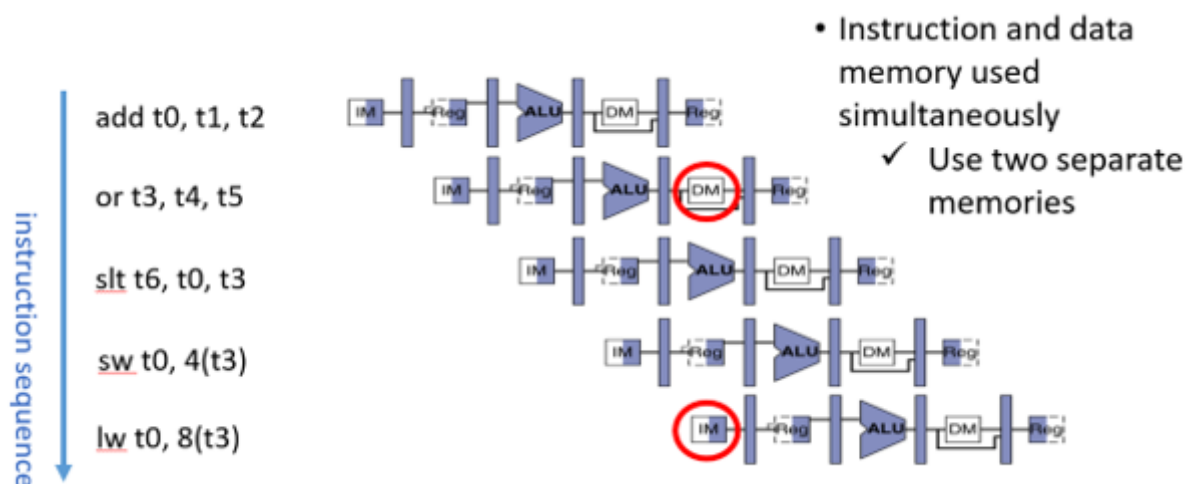 • Instruction and data
memory used
simultaneously
✓ Use two separate
memories
instruction sequence
add t0, t1, t2
IM Reg ALU DM Reg
or t3, t4, t5
IM Reg ALU DM Reg
slt t6, t0, t3
IM Reg ALU DM Reg
sw t0, 4(t3)
IM Reg ALU DM Reg
lw t0, 8(t3)
IM Reg ALU DM Reg